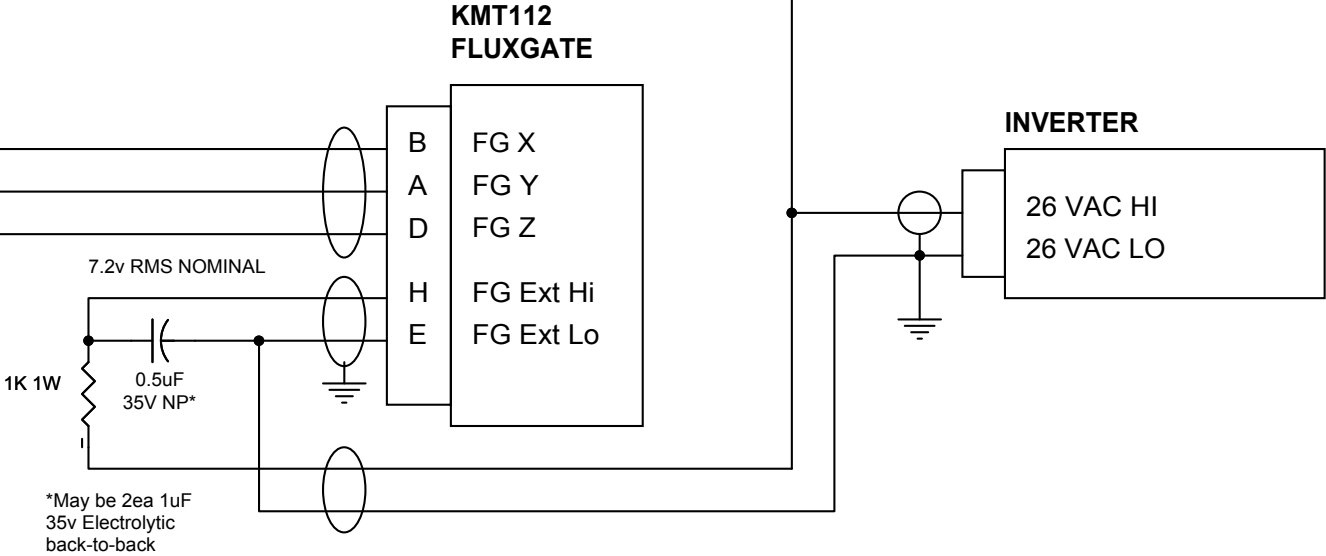 KMT112
FLUXGATE
B FG X
A FG Y
D FG Z
H FG Ext Hi
E FG Ext Lo
INVERTER
26 VAC HI
26 VAC LO
7.2v RMS NOMINAL
1K 1W
0.5uF
35V NP*
*May be 2ea 1uF
35v Electrolytic
back-to-back